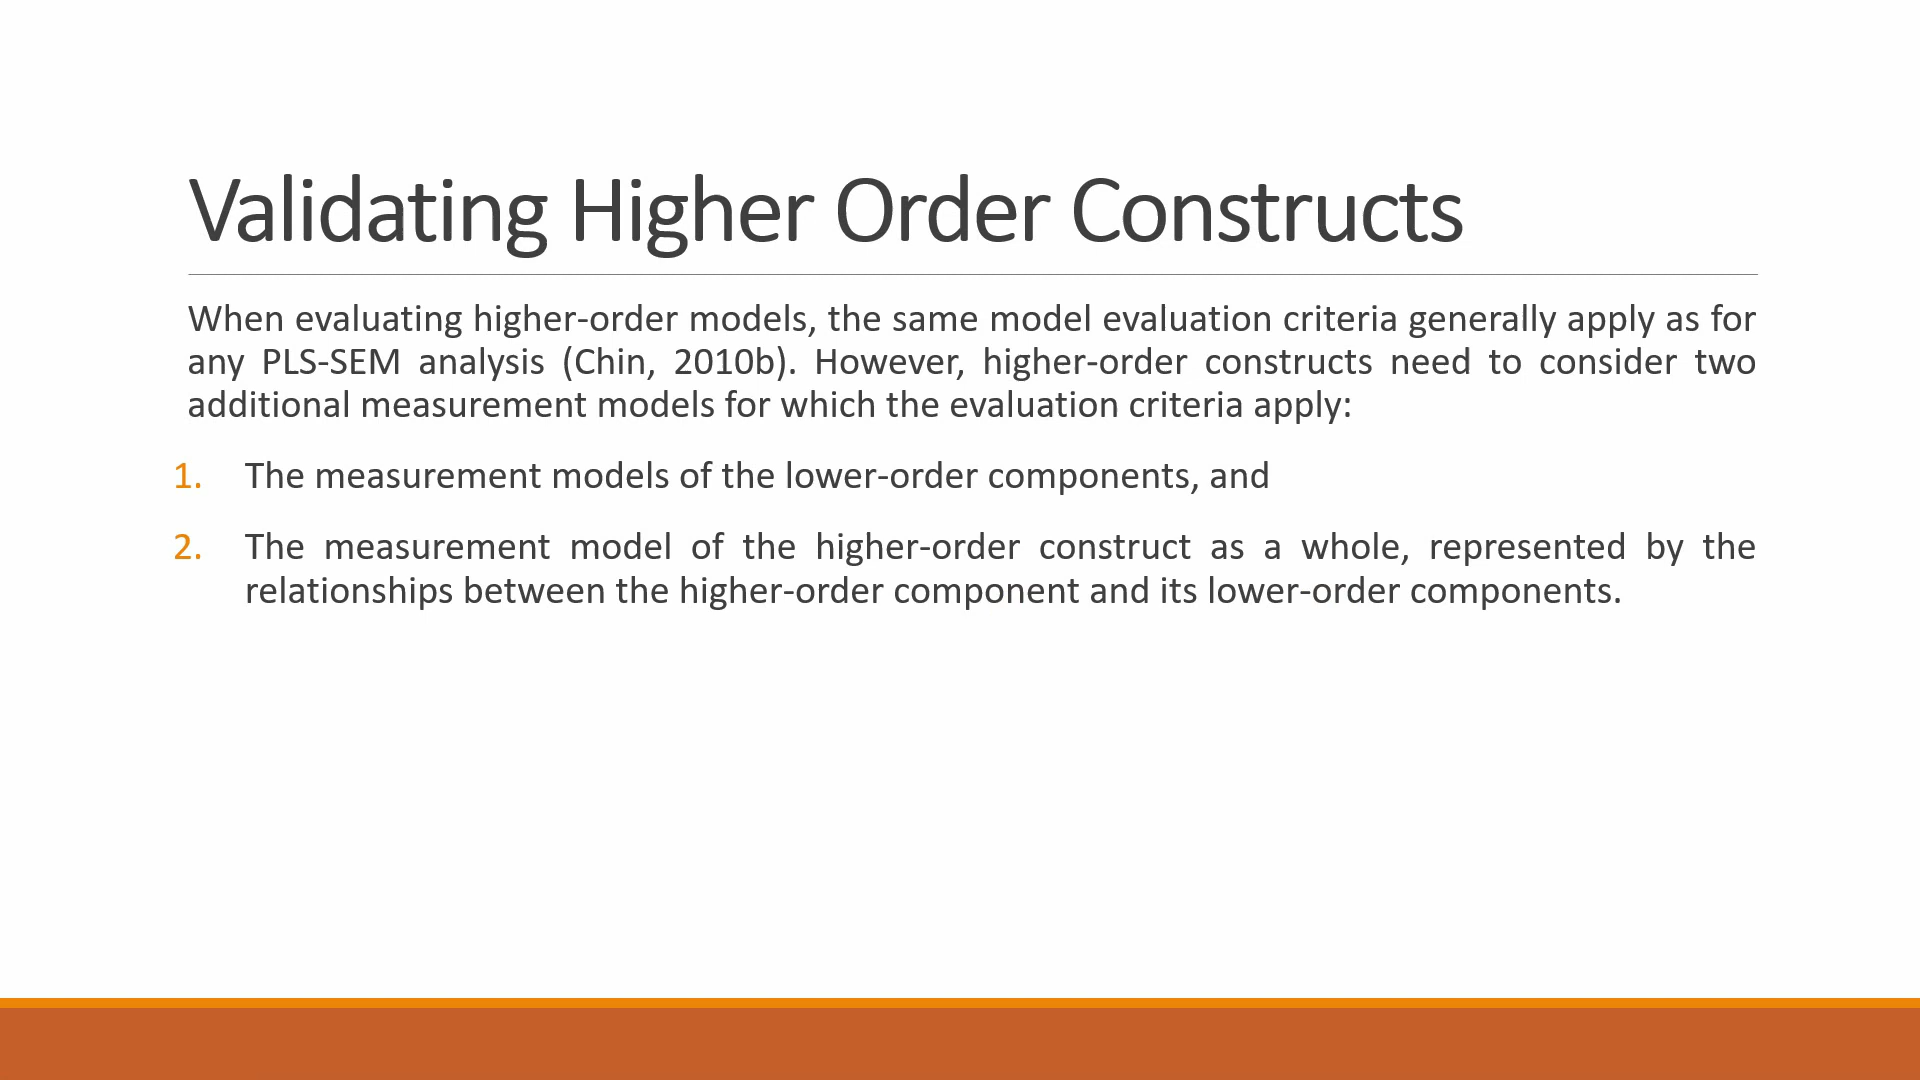 Validating Higher Order Constructs
When evaluating higher-order models, the same model evaluation criteria generally apply as for
any PLS-SEM analysis (Chin, 2010b). However, higher-order constructs need to consider two
additional measurement models for which the evaluation criteria apply:
1. The measurement models of the lower-order components, and
2. The measurement model of the higher-order construct as a whole, represented by the
relationships between the higher-order component and its lower-order components.